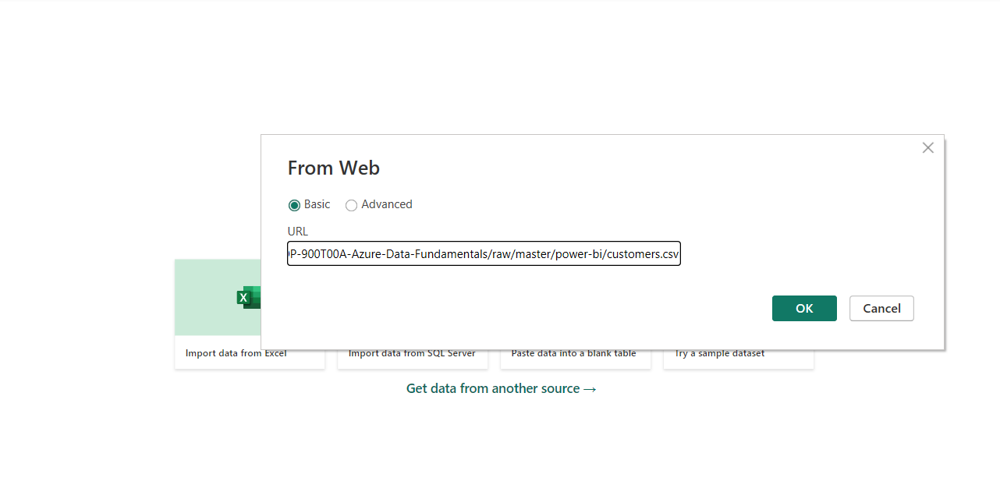 From Web
Basic Advanced
URL
P-900T00A-Azure-Data-Fundamentals/raw/master/power-bi/customers.csv
OK Cancel
X
Import data from Excel Import data from SQL Server Paste data into a blank table Try a sample dataset
Get data from another source →